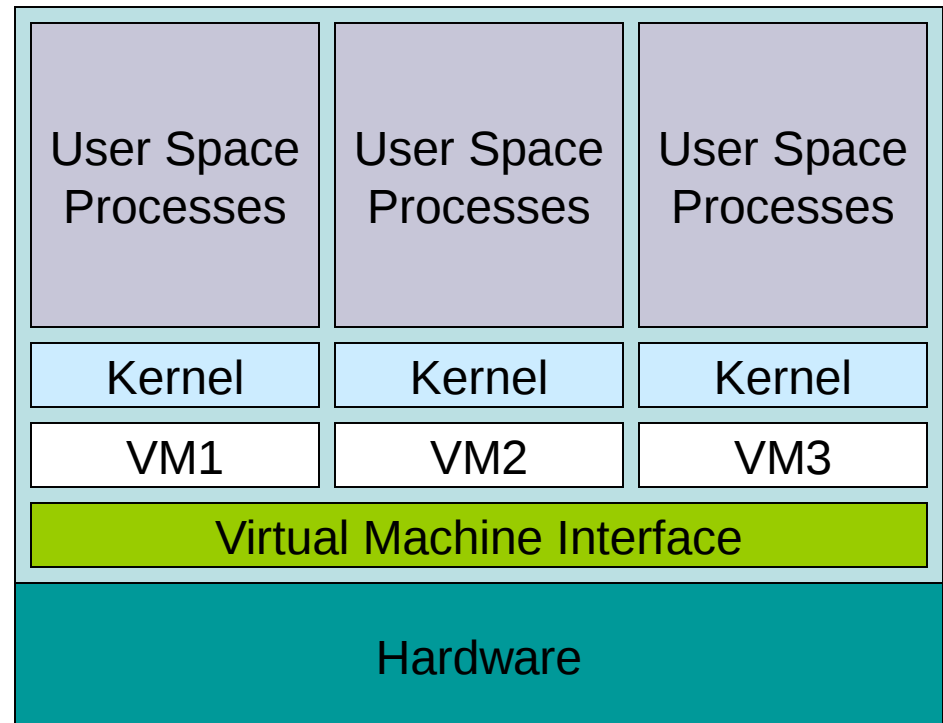 User Space
Processes
User Space
Processes
User Space
Processes
Kernel
Kernel
Kernel
VM1
VM2
VM3
Virtual Machine Interface
Hardware